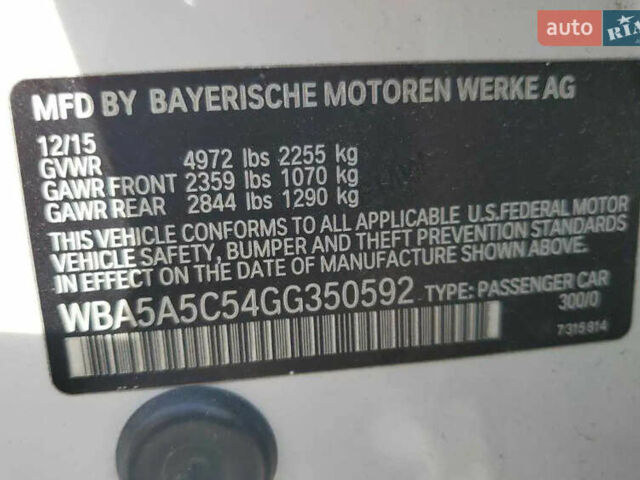 auto RIA
MFD BY BAYERISCHE MOTOREN WERKE AG
12/15
GVWR 4972 lbs 2255 kg
GAWR FRONT 2359 lbs 1070 kg
GAWR REAR 2844 lbs 1290 kg
THIS VEHICLE CONFORMS TO ALL APPLICABLE U.S.FEDERAL MOTOR
VEHICLE SAFETY, BUMPER AND THEFT PREVENTION STANDARDS
IN EFFECT ON THE DATE OF MANUFACTURE SHOWN ABOVE.
WBA5A5C54GG350592 TYPE: PASSENGER CAR
300/0
7315914